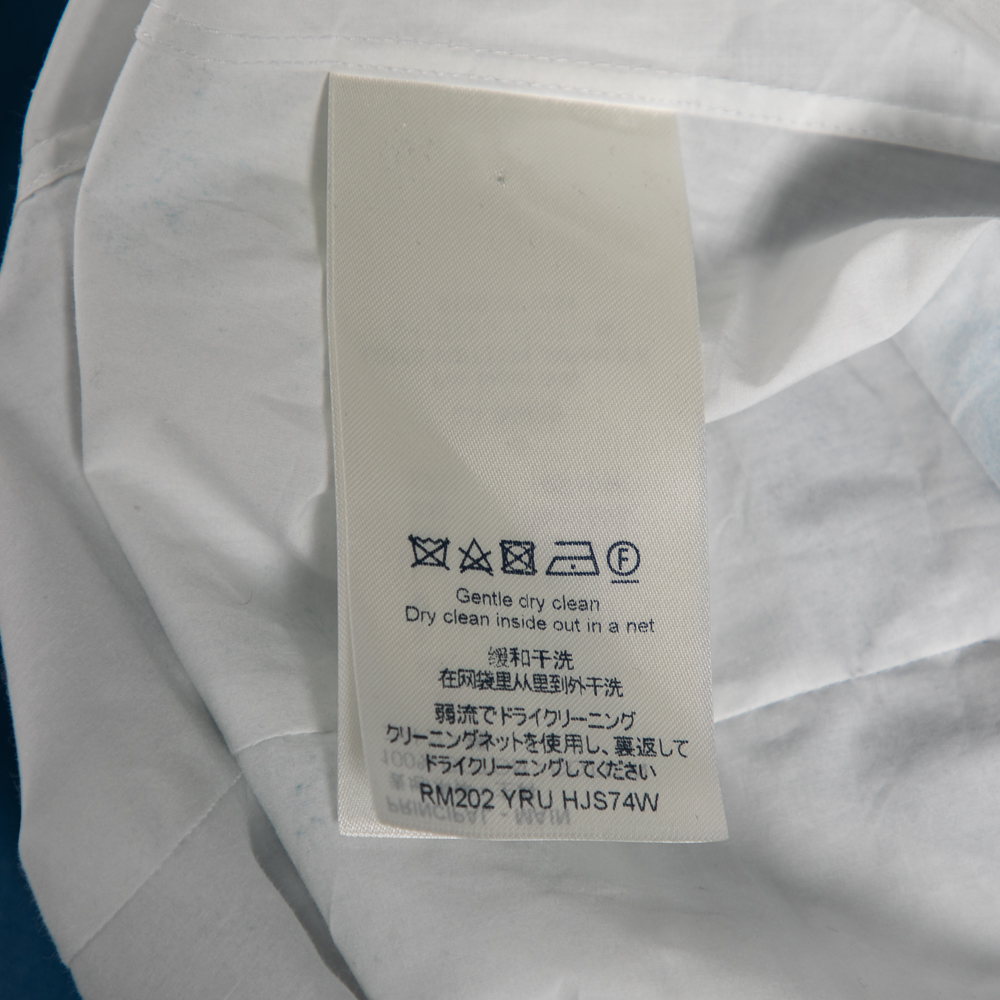 F
Gentle dry clean
Dry clean inside out in a net
缓和干洗
在网袋里从里到外干洗
弱流でドライクリーニング
クリーニングネットを使用し、裏返して
ドライクリーニングしてください
RM202 YRU HJS74W